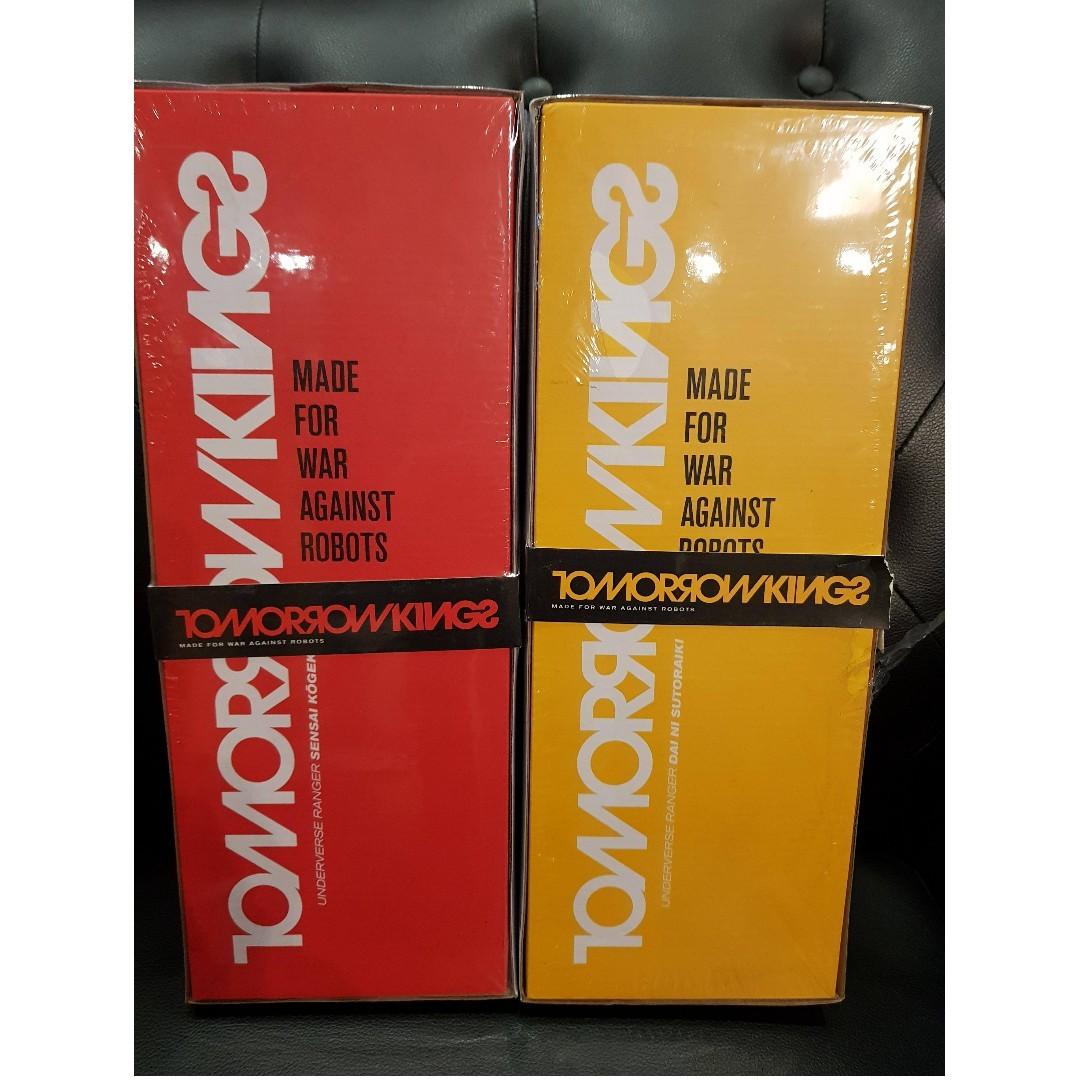 TOMORROWKINGS
MADE
FOR
WAR
AGAINST
ROBOTS
TOMORROWKINGS
MADE FOR WAR AGAINST ROBOTS
UNDERVERSE RANGER SENSAI
TOMORROWKINGS
MADE
FOR
WAR
AGAINST
ROBOTS
TOMORROWKINGS
MADE FOR WAR AGAINST ROBOTS
UNDERVERSE RANGER DAI NI SUTORAIKI